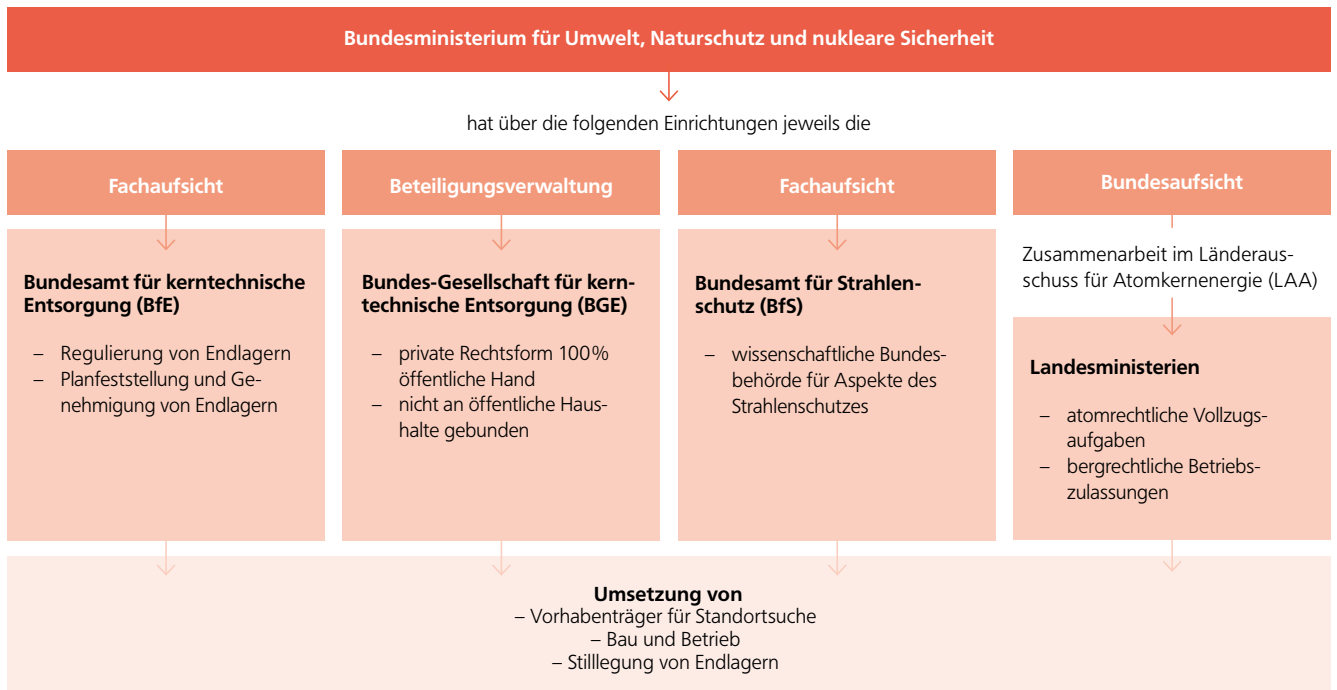 Bundesministerium für Umwelt, Naturschutz und nukleare Sicherheit
hat über die folgenden Einrichtungen jeweils die
Fachaufsicht
Bundesamt für kerntechnische
Entsorgung (BfE)
– Regulierung von Endlagern
– Planfeststellung und Ge-
nehmigung von Endlagern
Beteiligungsverwaltung
Bundes-Gesellschaft für kern-
technische Entsorgung (BGE)
– private Rechtsform 100%
öffentliche Hand
– nicht an öffentliche Haus-
halte gebunden
Fachaufsicht
Bundesamt für Strahlen-
schutz (BfS)
– wissenschaftliche Bundes-
behörde für Aspekte des
Strahlenschutzes
Bundesaufsicht
Zusammenarbeit im Länderaus-
schuss für Atomkernenergie (LAA)
Landesministerien
– atomrechtliche Vollzugs-
aufgaben
– bergrechtliche Betriebs-
zulassungen
Umsetzung von
– Vorhabenträger für Standortsuche
– Bau und Betrieb
– Stilllegung von Endlagern